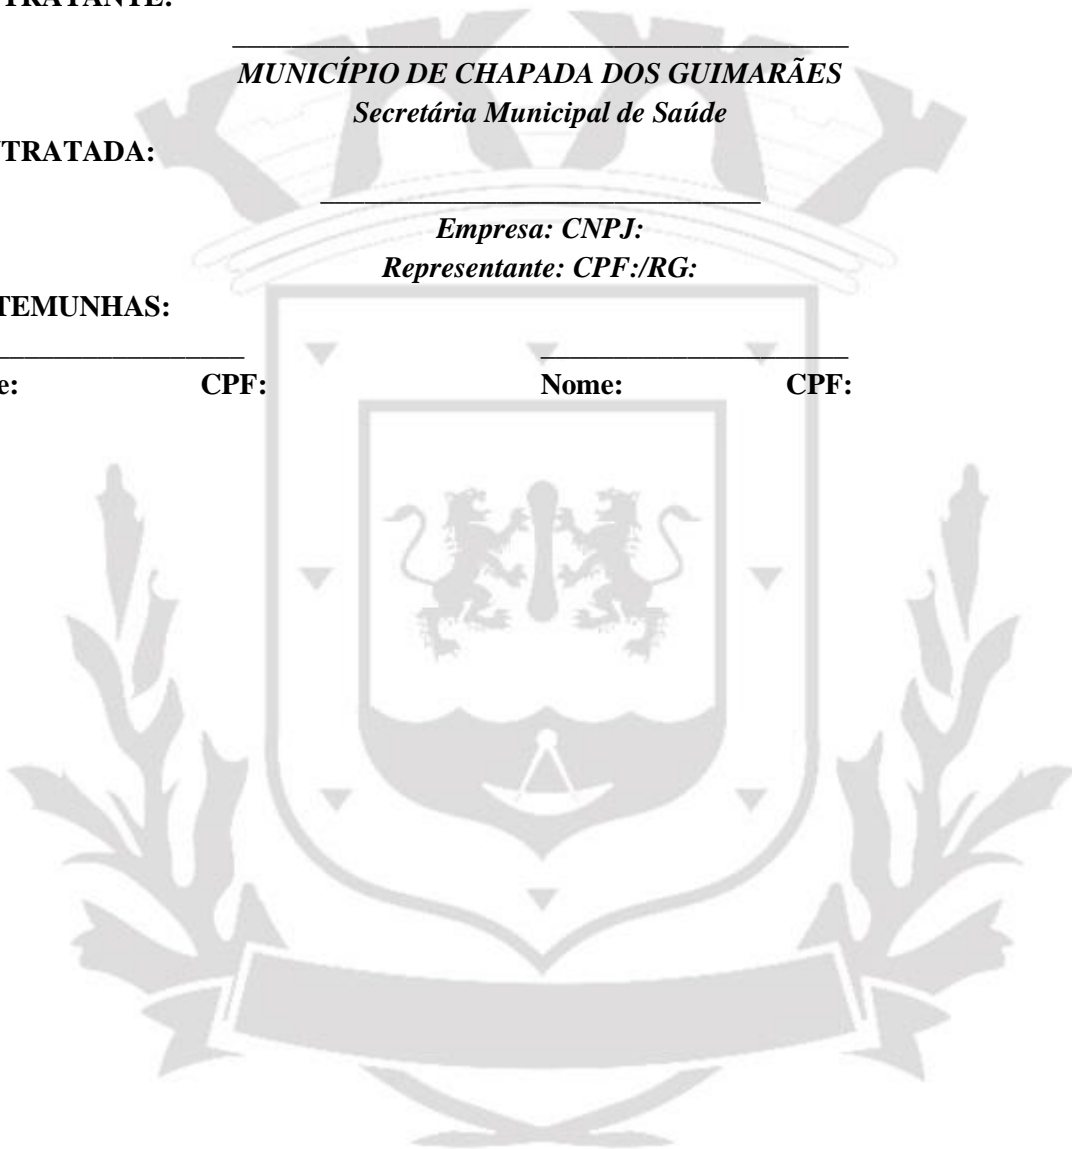 TRATANTE:
MUNICÍPIO DE CHAPADA DOS GUIMARÃES
Secretária Municipal de Saúde
TRATADA:
Empresa: CNPJ:
Representante: CPF:/RG:
TEMUNHAS:
e: CPF: Nome: CPF: